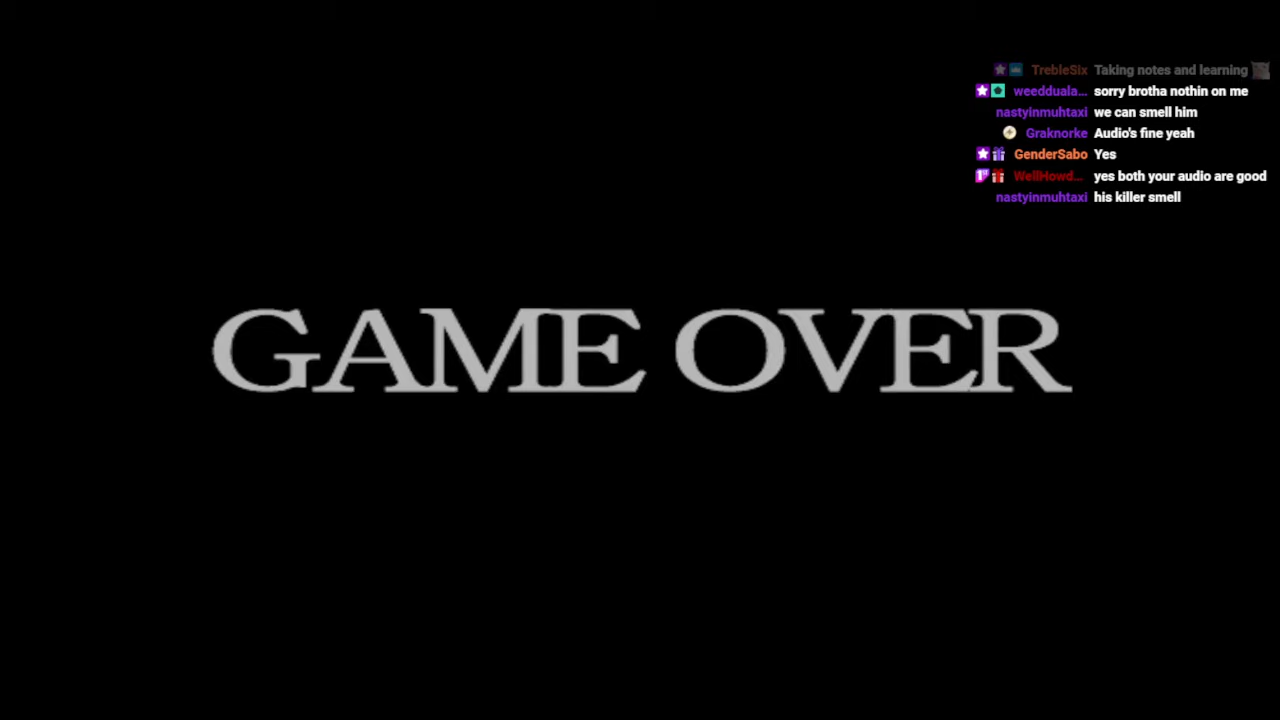 TrebleSix Taking notes and learning
weedduala... sorry brotha nothin on me
nastyinmuhtaxi we can smell him
Graknorke Audio's fine yeah
GenderSabo Yes
WellHowd... yes both your audio are good
nastyinmuhtaxi his killer smell
GAME OVER